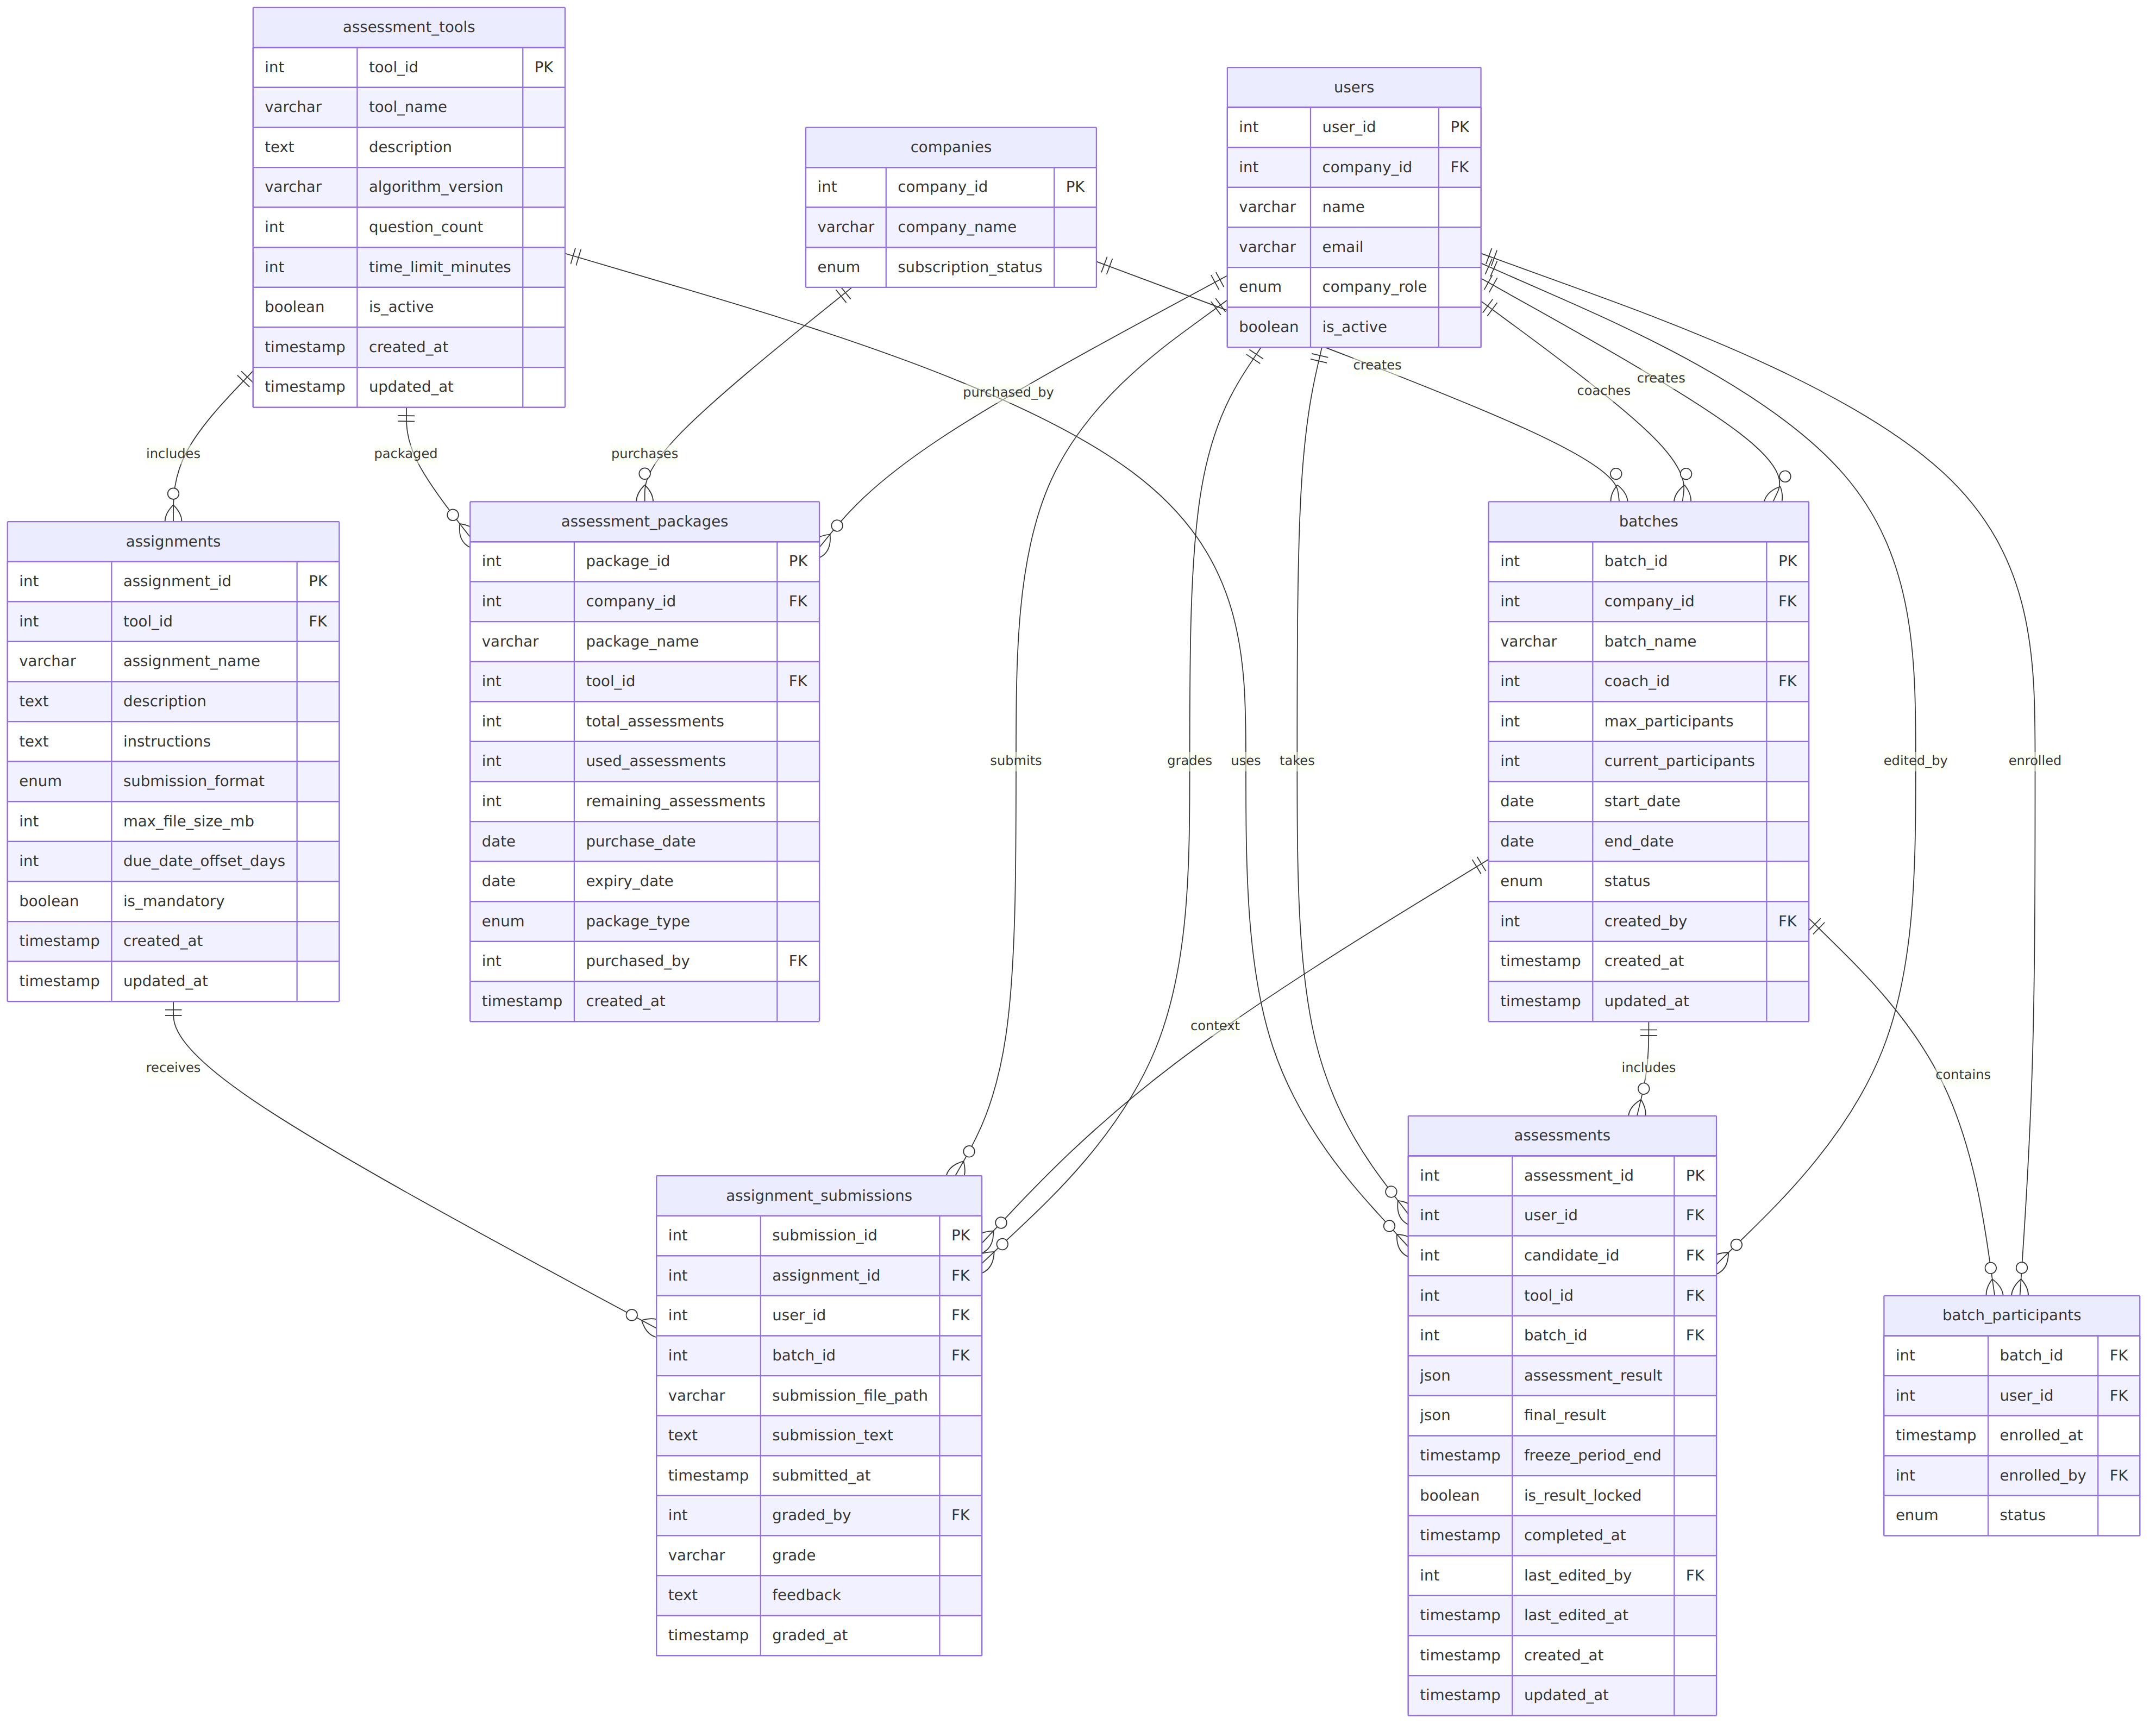 assessment_tools
int tool_id PK
varchar tool_name
text description
varchar algorithm_version
int question_count
int time_limit_minutes
boolean is_active
timestamp created_at
timestamp updated_at
companies
int company_id PK
varchar company_name
enum subscription_status
users
int user_id PK
int company_id FK
varchar name
varchar email
enum company_role
boolean is_active
creates
coaches
creates
purchased_by
includes
packaged
purchases
assignments
int assignment_id PK
int tool_id FK
varchar assignment_name
text description
text instructions
enum submission_format
int max_file_size_mb
int due_date_offset_days
boolean is_mandatory
timestamp created_at
timestamp updated_at
assessment_packages
int package_id PK
int company_id FK
varchar package_name
int tool_id FK
int total_assessments
int used_assessments
int remaining_assessments
date purchase_date
date expiry_date
enum package_type
int purchased_by FK
timestamp created_at
batches
int batch_id PK
int company_id FK
varchar batch_name
int coach_id FK
int max_participants
int current_participants
date start_date
date end_date
enum status
int created_by FK
timestamp created_at
timestamp updated_at
submits
grades
uses
takes
edited_by
enrolled
context
receives
includes
contains
assignment_submissions
int submission_id PK
int assignment_id FK
int user_id FK
int batch_id FK
varchar submission_file_path
text submission_text
timestamp submitted_at
int graded_by FK
varchar grade
text feedback
timestamp graded_at
assessments
int assessment_id PK
int user_id FK
int candidate_id FK
int tool_id FK
int batch_id FK
json assessment_result
json final_result
timestamp freeze_period_end
boolean is_result_locked
timestamp completed_at
int last_edited_by FK
timestamp last_edited_at
timestamp created_at
timestamp updated_at
batch_participants
int batch_id FK
int user_id FK
timestamp enrolled_at
int enrolled_by FK
enum status